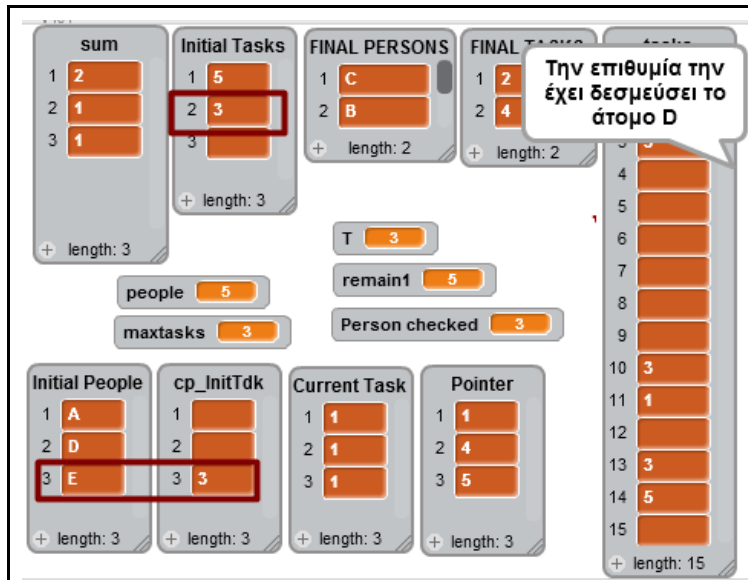 sum
1 2
2 1
3 1
+ length: 3
Initial Tasks
1 5
2 3
3
+ length: 3
FINAL PERSONS
1 C
2 B
+ length: 2
1 2
2 4
+ length: 2
Την επιθυμία την
έχει δεσμεύσει το
άτομο D
4
5
6
7
8
9
10 3
11 1
12
13 3
14 5
15
+ length: 15
T 3
remain1 5
Person checked 3
people 5
maxtasks 3
Initial People
1 A
2 D
3 E
+ length: 3
cp_InitTdk
1
2
3 3
+ length: 3
Current Task
1 1
2 1
3 1
+ length: 3
Pointer
1 1
2 4
3 5
+ length: 3